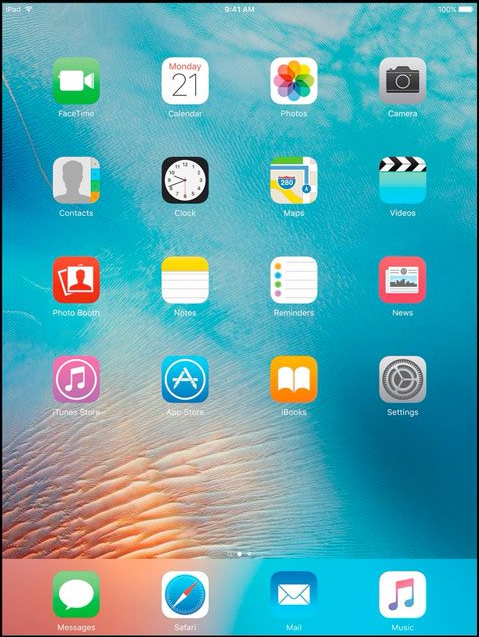 iPad 9:41 AM 100%
Monday
21
FaceTime Calendar Photos Camera
12
280
Contacts Clock Maps Videos
Photo Booth Notes Reminders News
iTunes Store App Store iBooks Settings
Messages Safari Mail Music